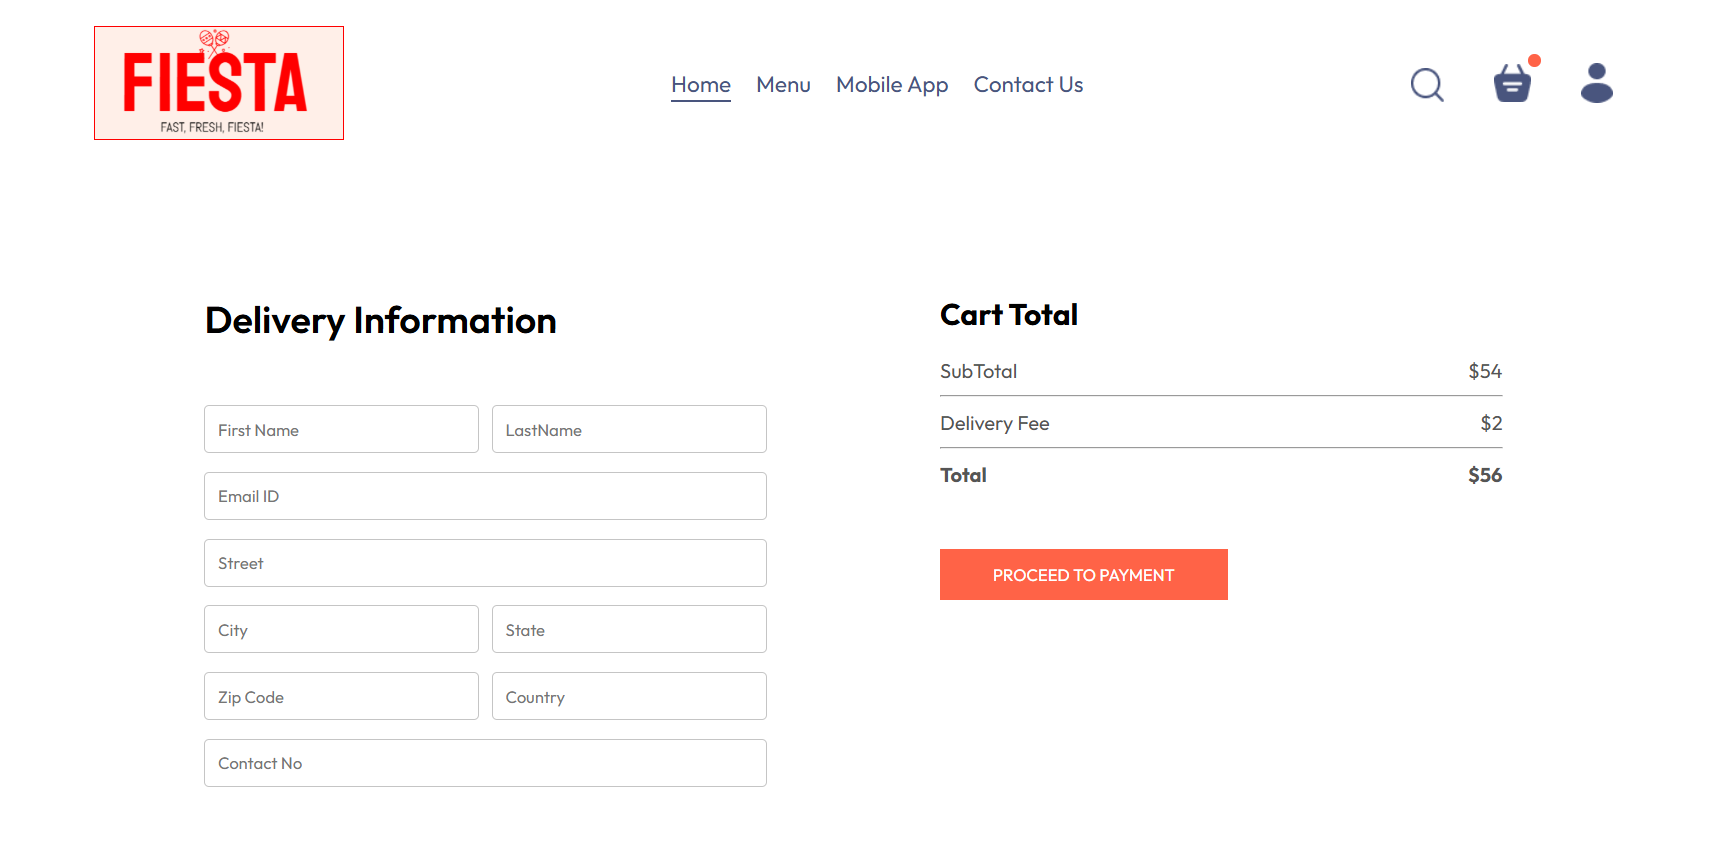 FIESTA
FAST, FRESH, FIESTA!
Home Menu Mobile App Contact Us
Delivery Information
First Name LastName
Email ID
Street
City State
Zip Code Country
Contact No
Cart Total
SubTotal $54
Delivery Fee $2
Total $56
PROCEED TO PAYMENT